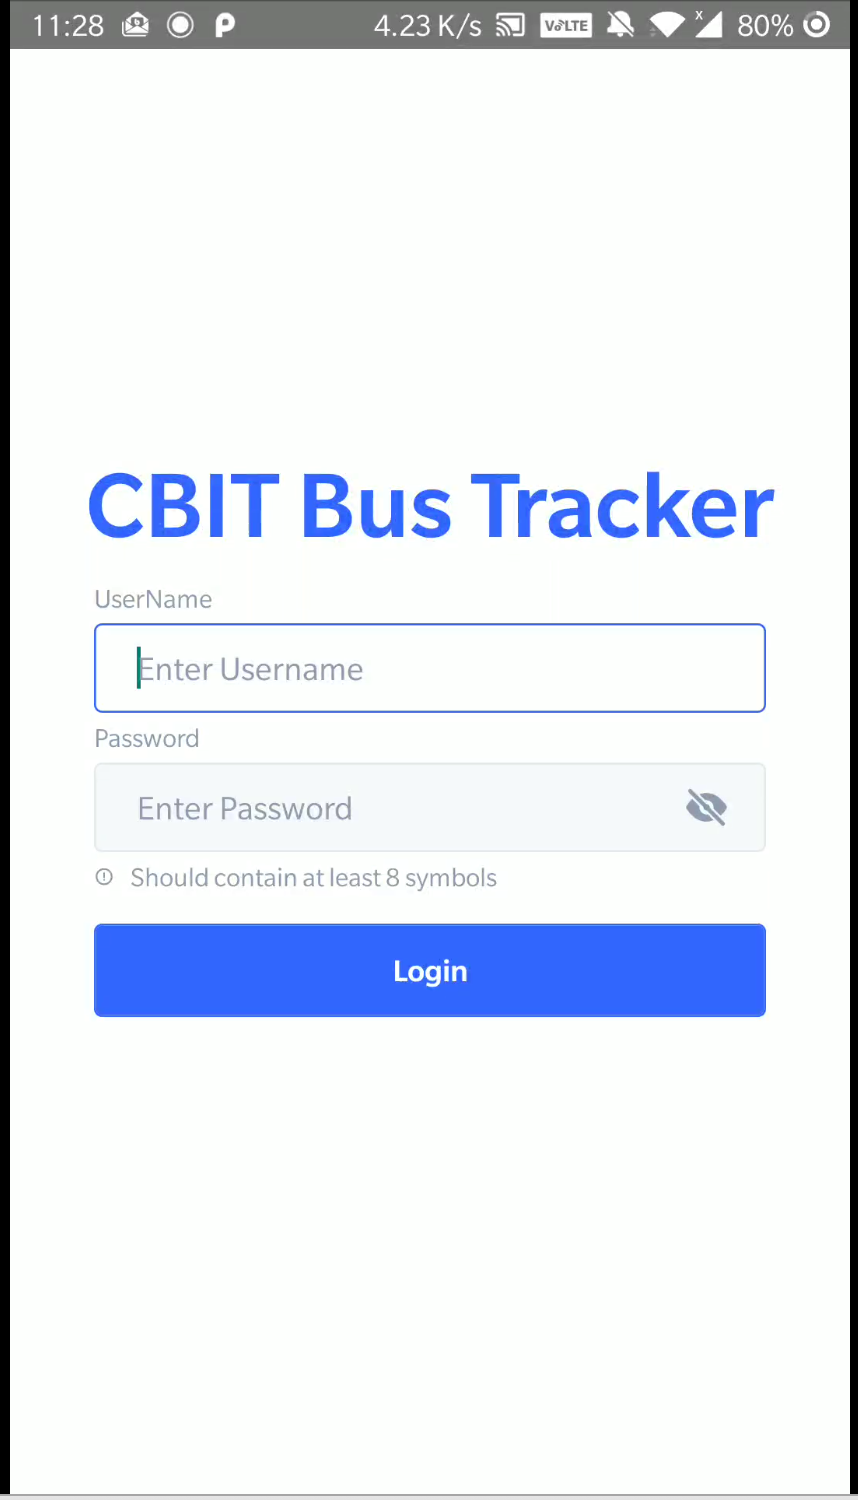 11:28 4.23 K/s VoLTE x 80%
CBIT Bus Tracker
UserName
Enter Username
Password
Enter Password
Should contain at least 8 symbols
Login